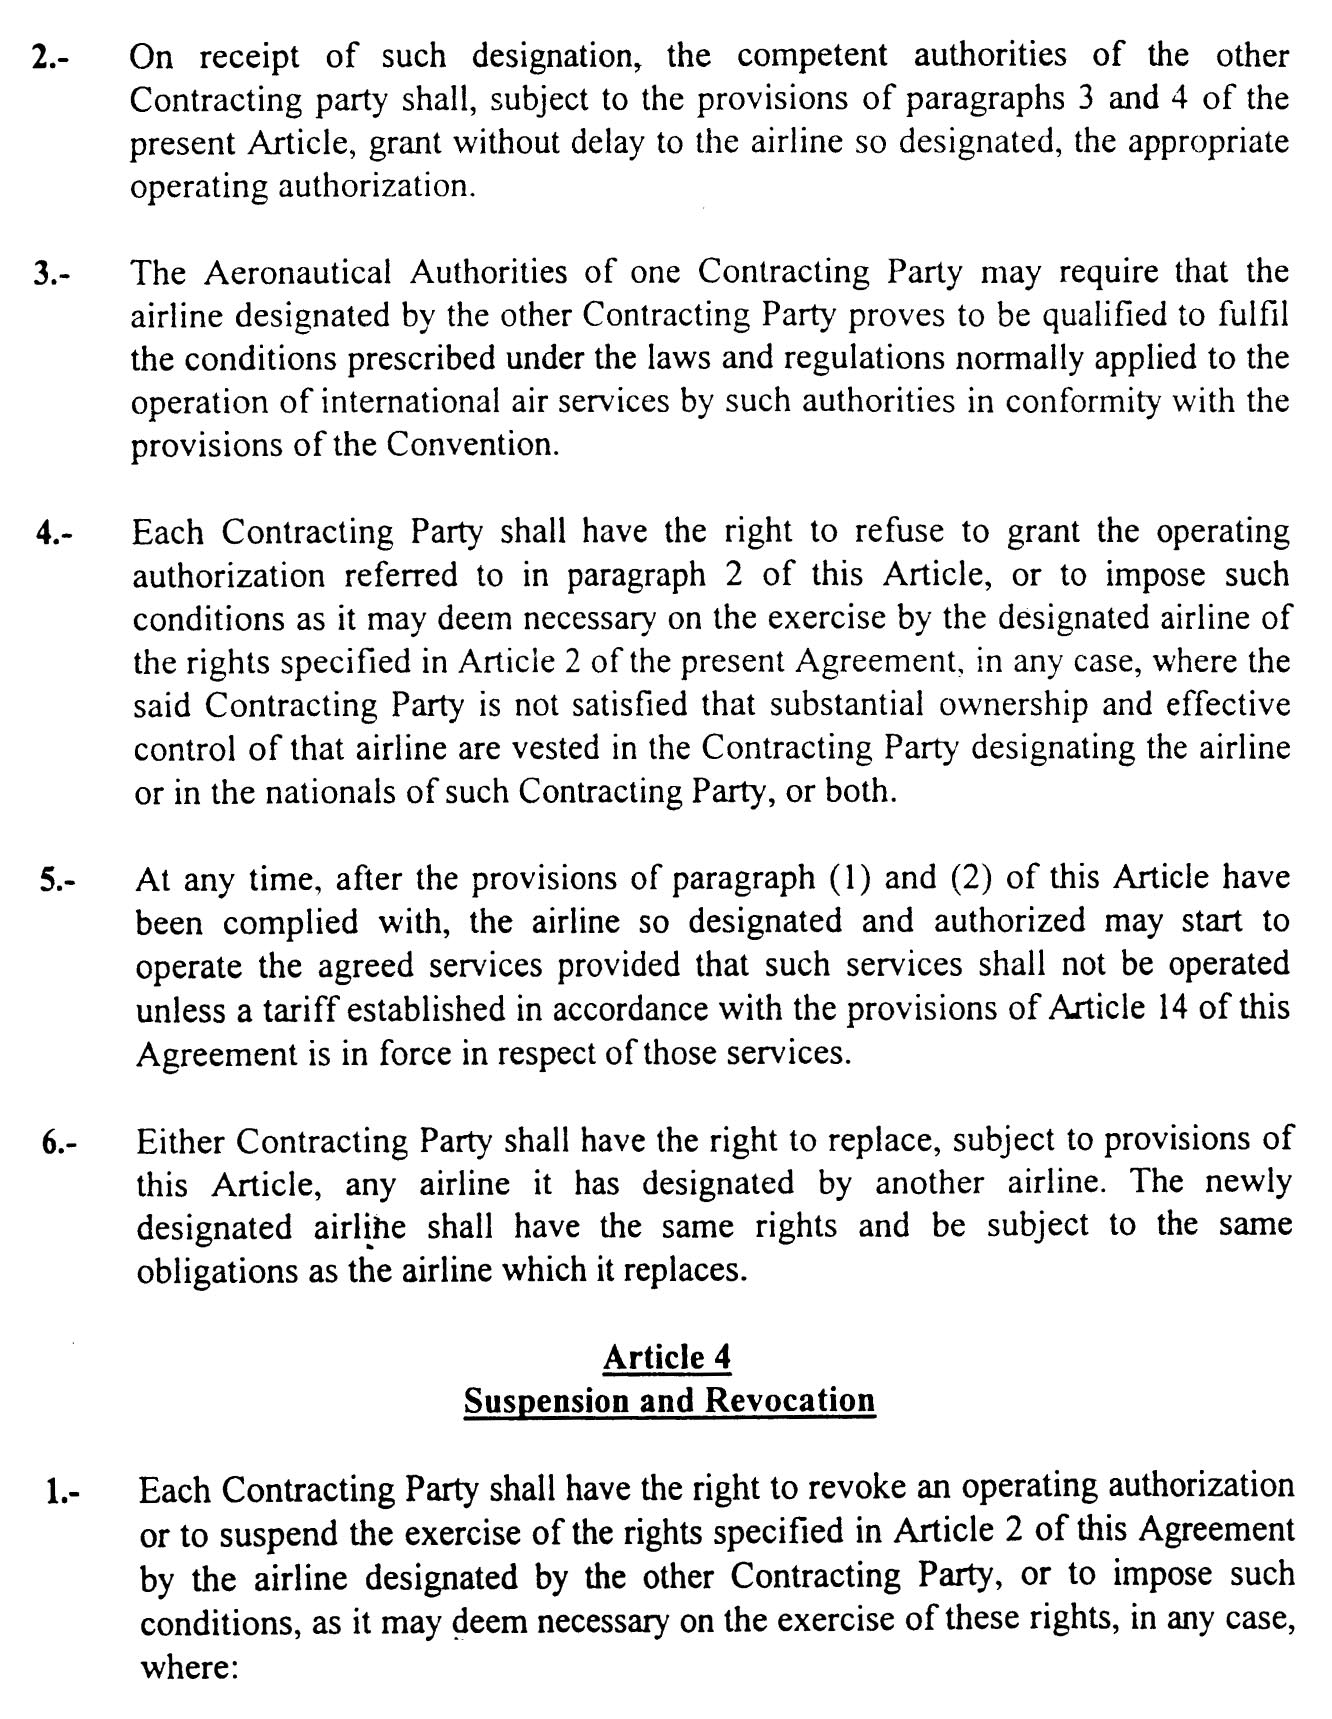 2.- On receipt of such designation, the competent authorities of the other
Contracting party shall, subject to the provisions of paragraphs 3 and 4 of the
present Article, grant without delay to the airline so designated, the appropriate
operating authorization.
3.- The Aeronautical Authorities of one Contracting Party may require that the
airline designated by the other Contracting Party proves to be qualified to fulfil
the conditions prescribed under the laws and regulations normally applied to the
operation of international air services by such authorities in conformity with the
provisions of the Convention.
4.- Each Contracting Party shall have the right to refuse to grant the operating
authorization referred to in paragraph 2 of this Article, or to impose such
conditions as it may deem necessary on the exercise by the designated airline of
the rights specified in Article 2 of the present Agreement, in any case, where the
said Contracting Party is not satisfied that substantial ownership and effective
control of that airline are vested in the Contracting Party designating the airline
or in the nationals of such Contracting Party, or both.
5.- At any time, after the provisions of paragraph (1) and (2) of this Article have
been complied with, the airline so designated and authorized may start to
operate the agreed services provided that such services shall not be operated
unless a tariff established in accordance with the provisions of Article 14 of this
Agreement is in force in respect of those services.
6.- Either Contracting Party shall have the right to replace, subject to provisions of
this Article, any airline it has designated by another airline. The newly
designated airline shall have the same rights and be subject to the same
obligations as the airline which it replaces.
Article 4
Suspension and Revocation
1.- Each Contracting Party shall have the right to revoke an operating authorization
or to suspend the exercise of the rights specified in Article 2 of this Agreement
by the airline designated by the other Contracting Party, or to impose such
conditions, as it may deem necessary on the exercise of these rights, in any case,
where: